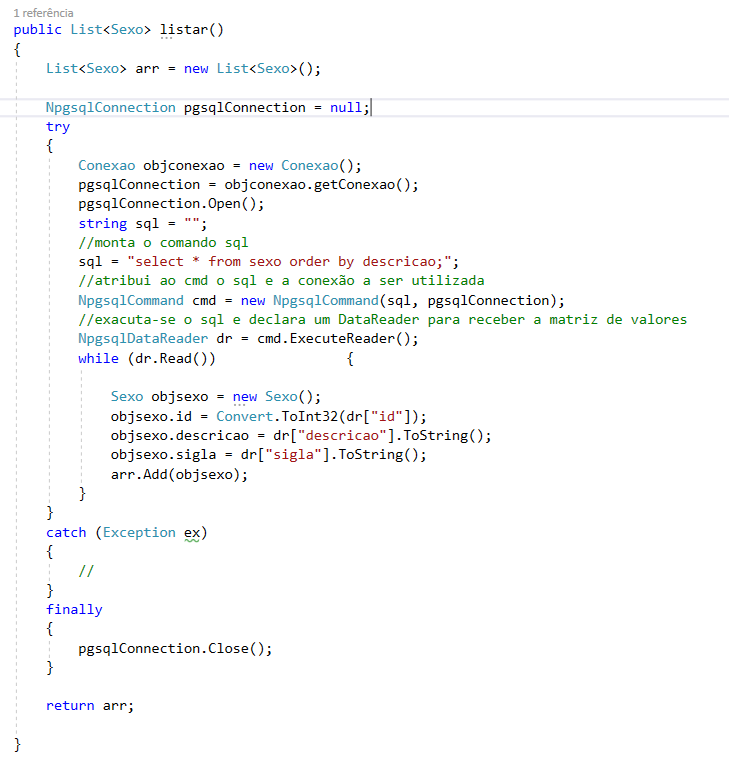 1 referência
public List<Sexo> listar()
{
List<Sexo> arr = new List<Sexo>();
NpgsqlConnection pgsqlConnection = null;
try
{
Conexao objconexao = new Conexao();
pgsqlConnection = objconexao.getConexao();
pgsqlConnection.Open();
string sql = "";
//monta o comando sql
sql = "select * from sexo order by descricao;";
//atribui ao cmd o sql e a conexão a ser utilizada
NpgsqlCommand cmd = new NpgsqlCommand(sql, pgsqlConnection);
//exacuta-se o sql e declara um DataReader para receber a matriz de valores
NpgsqlDataReader dr = cmd.ExecuteReader();
while (dr.Read()) {
Sexo objsexo = new Sexo();
objsexo.id = Convert.ToInt32(dr["id"]);
objsexo.descricao = dr["descricao"].ToString();
objsexo.sigla = dr["sigla"].ToString();
arr.Add(objsexo);
}
}
catch (Exception ex)
{
//
}
finally
{
pgsqlConnection.Close();
}
return arr;
}